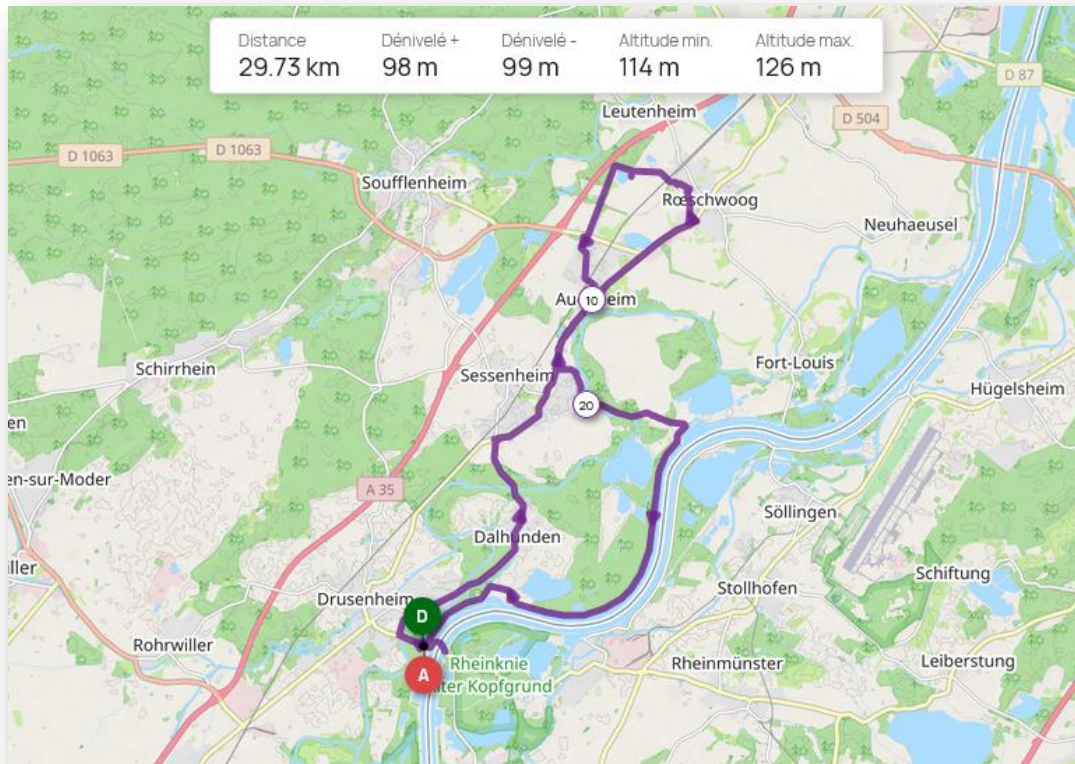 Distance Dénivelé + Dénivelé - Altitude min. Altitude max.
29.73 km 98 m 99 m 114 m 126 m
D 87
Leutenheim
D 504
D 1063
D 1063
Soufflenheim
Rœschwoog
Neuhaeusel
10
Schirrhein
Sessenheim
Fort-Louis
Hügelsheim
20
en
en-sur-Moder
A 35
Söllingen
Dalhunden
ller
Schiftung
Stollhofen
Drusenheim
D
Rohrwiller
Rheinmünster
Leiberstung
Rheinknie
A
lter Kopfgrund